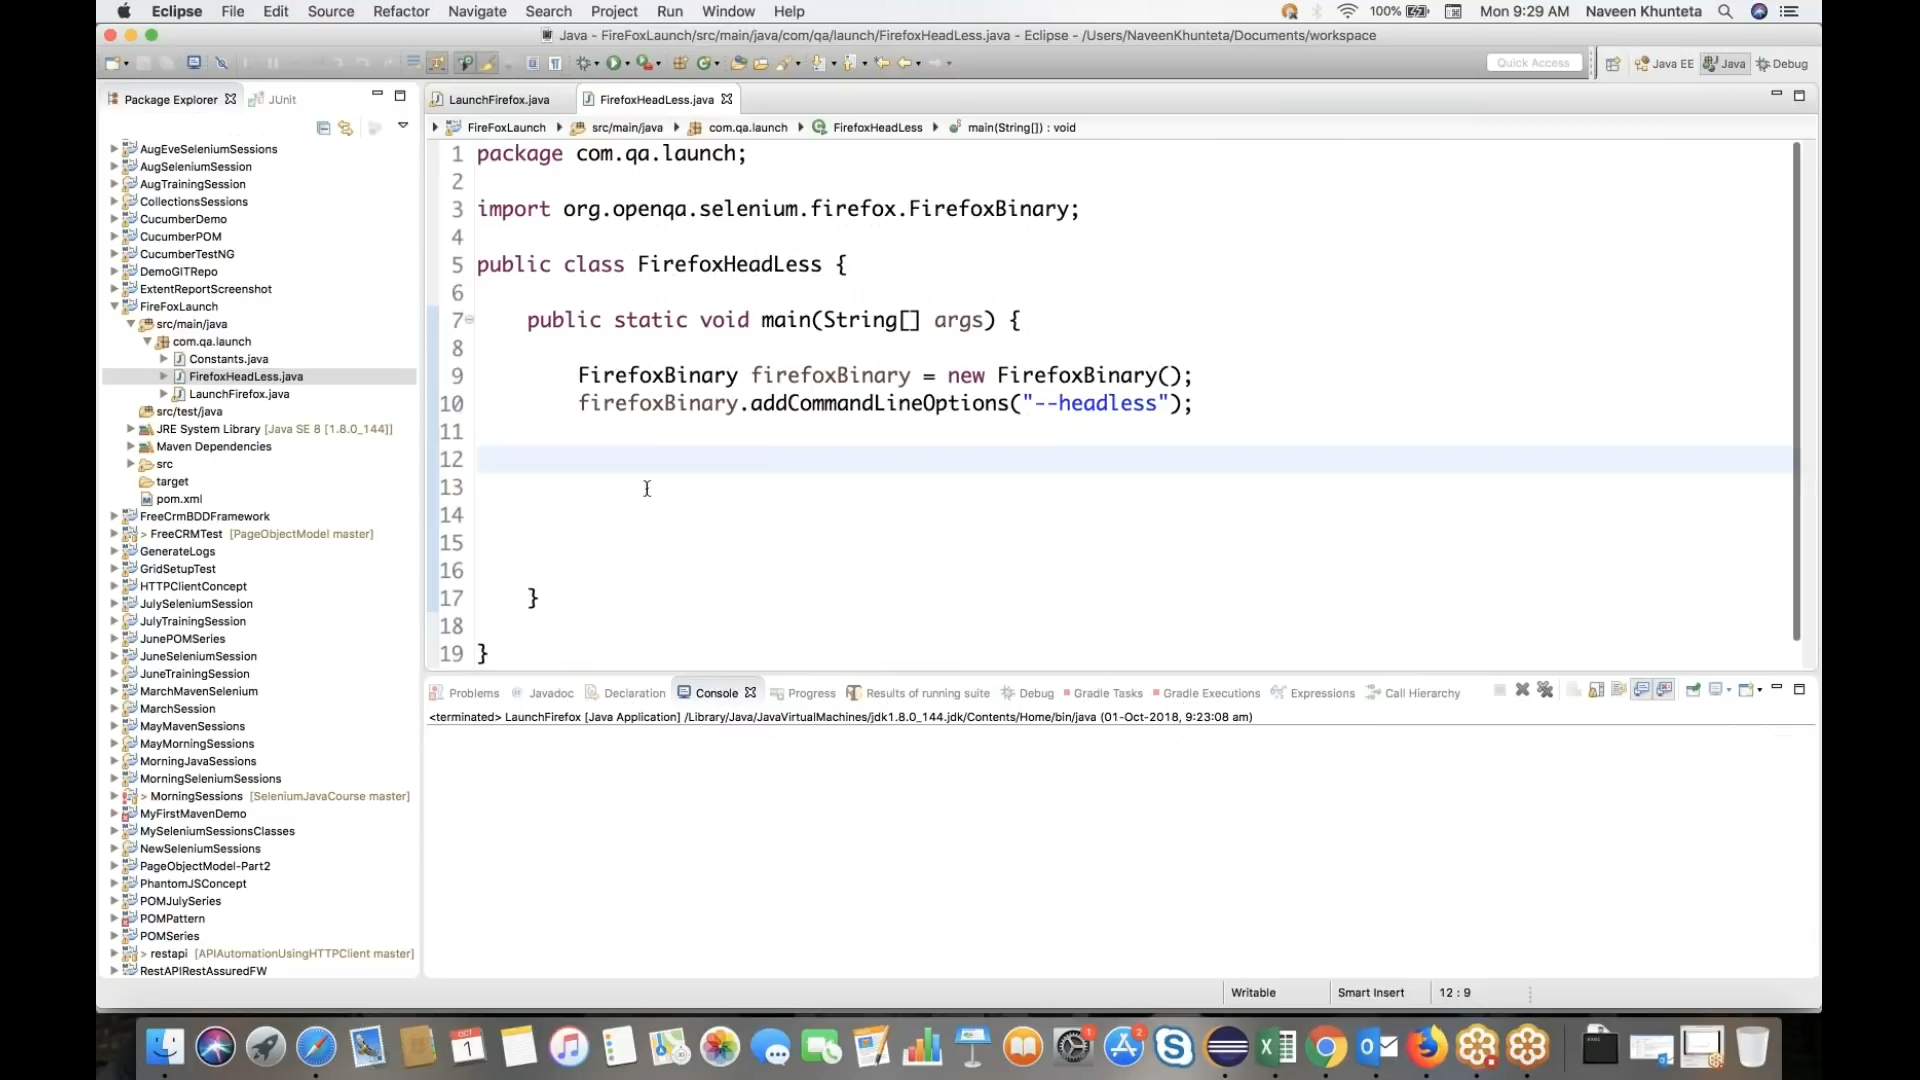 Eclipse File Edit Source Refactor Navigate Search Project Run Window Help 100% Mon 9:29 AM Naveen Khunteta
Java - FireFoxLaunch/src/main/java/com/qa/launch/FirefoxHeadLess.java - Eclipse - /Users/NaveenKhunteta/Documents/workspace
Quick Access Java EE Java Debug
Package Explorer JUnit
AugEveSeleniumSessions
AugSeleniumSession
AugTrainingSession
CollectionsSessions
CucumberDemo
CucumberPOM
CucumberTestNG
DemoGITRepo
ExtentReportScreenshot
FireFoxLaunch
src/main/java
com.qa.launch
Constants.java
FirefoxHeadLess.java
LaunchFirefox.java
src/test/java
JRE System Library [Java SE 8 [1.8.0_144]]
Maven Dependencies
src
target
pom.xml
FreeCrmBDDFramework
> FreeCRMTest [PageObjectModel master]
GenerateLogs
GridSetupTest
HTTPClientConcept
JulySeleniumSession
JulyTrainingSession
JunePOMSeries
JuneSeleniumSession
JuneTrainingSession
MarchMavenSelenium
MarchSession
MayMavenSessions
MayMorningSessions
MorningJavaSessions
MorningSeleniumSessions
> MorningSessions [SeleniumJavaCourse master]
MyFirstMavenDemo
MySeleniumSessionsClasses
NewSeleniumSessions
PageObjectModel-Part2
PhantomJSConcept
POMJulySeries
POMPattern
POMSeries
> restapi [APIAutomationUsingHTTPClient master]
RestAPIRestAssuredFW
LaunchFirefox.java FirefoxHeadLess.java
FireFoxLaunch src/main/java com.qa.launch FirefoxHeadLess main(String[]) : void
1 package com.qa.launch;
2
3 import org.openqa.selenium.firefox.FirefoxBinary;
4
5 public class FirefoxHeadLess {
6
7 public static void main(String[] args) {
8
9 FirefoxBinary firefoxBinary = new FirefoxBinary();
10 firefoxBinary.addCommandLineOptions("--headless");
11
12
13
14
15
16
17 }
18
19 }
Problems Javadoc Declaration Console Progress Results of running suite Debug Gradle Tasks Gradle Executions Expressions Call Hierarchy
<terminated> LaunchFirefox [Java Application] /Library/Java/JavaVirtualMachines/jdk1.8.0_144.jdk/Contents/Home/bin/java (01-Oct-2018, 9:23:08 am)
Writable Smart Insert 12 : 9
OCT
1
1
2